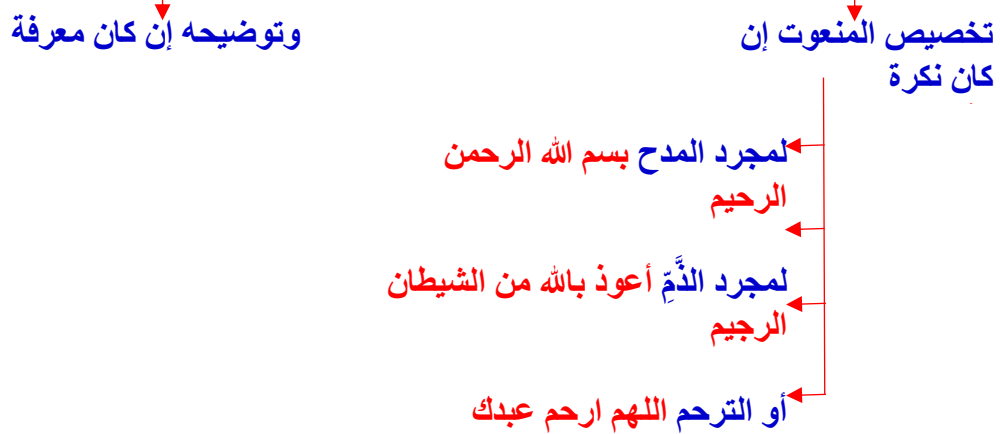 تخصيص المنعوت إن
كان نكرة
وتوضيحه إن كان معرفة
لمجرد المدح بسم الله الرحمن
الرحيم
لمجرد الذَّمِّ أعوذ بالله من الشيطان
الرجيم
أو الترحم اللهم ارحم عبدك